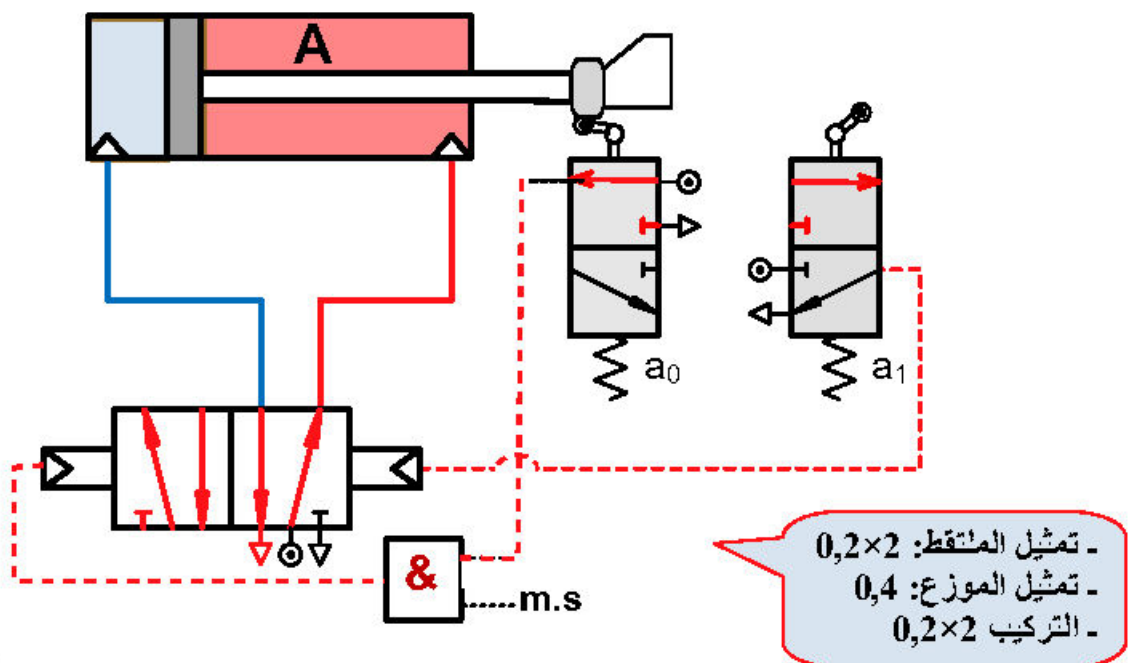 A
a₀
a₁
&
m.s
- تمثيل الملتقط: 2×0,2
- تمثيل الموزع: 0,4
- التركيب 2×0,2